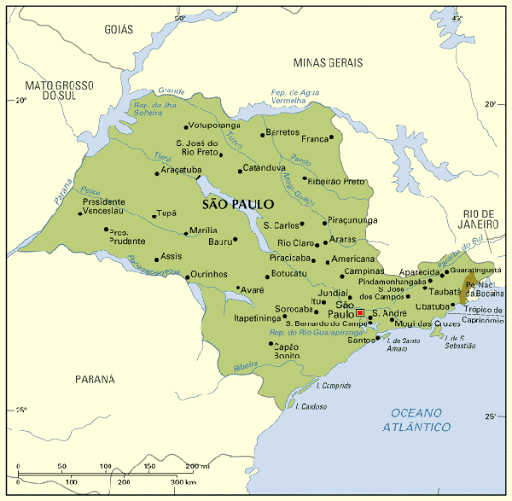 50°
45°
GOIÁS
MINAS GERAIS
MATO GROSSO
DO SUL
20°
20°
Grande
Rep. de Água
Vermelha
Rep. de Ilha
Solteira
Votuporanga
Turvo
Barretos
Franca
S. José do
Rio Preto
Pardo
Tietê
Catanduva
Araçatuba
Mogi-Guaçu
Ribeirão Preto
Paraná
Peixe
SÃO PAULO
Prsidente
Venceslau
Tupã
S. Carlos
Piraçununga
RIO DE
JANEIRO
Pres.
Prudente
Marília
Bauru
Rio Claro
Araras
Paraíba do Sul
Assis
Piracicaba
Americana
Paranapanema
Ourinhos
Botucatu
Campinas
Aparecida
Guaratinguitá
Pindamonhangaba
Pq. Nac.
da Bocaina
Avaré
Jundiaí
S. José
dos Campos
Taubaté
Itu
São
Paulo
Ubatuba
Sorocaba
S. André
Trópico de
Capricórnio
Itapetininga
S. Bernardo do Campo
Mogi das Cruzes
Rep. do Rio Guarapiranga
Santos
I. de Santo
Amaro
I. de S.
Sebastião
Capão
Bonito
Ribeira
PARANÁ
I. Comprida
I. Cardoso
OCEANO
ATLÂNTICO
25°
25°
0 50 100 150 200 mi
0 100 200 300 km